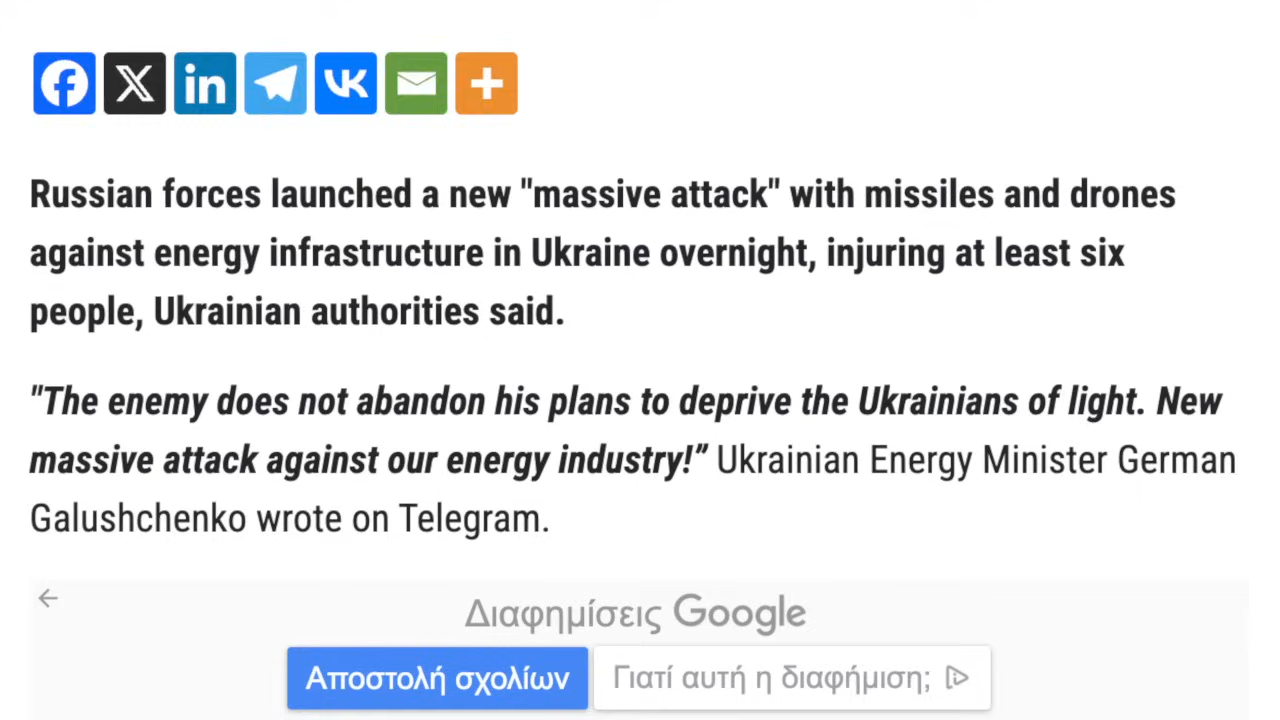 Russian forces launched a new "massive attack" with missiles and drones
against energy infrastructure in Ukraine overnight, injuring at least six
people, Ukrainian authorities said.
"The enemy does not abandon his plans to deprive the Ukrainians of light. New
massive attack against our energy industry!” Ukrainian Energy Minister German
Galushchenko wrote on Telegram.
Διαφημίσεις Google
Αποστολή σχολίων
Γιατί αυτή η διαφήμιση;